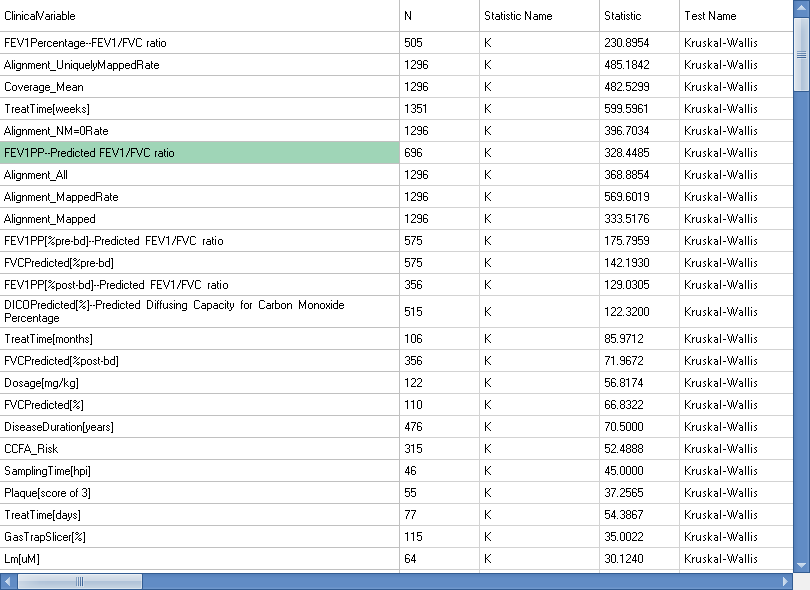 ClinicalVariable N Statistic Name Statistic Test Name
FEV1Percentage--FEV1/FVC ratio 505 K 230.8954 Kruskal-Wallis
Alignment_UniquelyMappedRate 1296 K 485.1842 Kruskal-Wallis
Coverage_Mean 1296 K 482.5299 Kruskal-Wallis
TreatTime[weeks] 1351 K 599.5961 Kruskal-Wallis
Alignment_NM=0Rate 1296 K 396.7034 Kruskal-Wallis
FEV1PP--Predicted FEV1/FVC ratio 696 K 328.4485 Kruskal-Wallis
Alignment_All 1296 K 368.8854 Kruskal-Wallis
Alignment_MappedRate 1296 K 569.6019 Kruskal-Wallis
Alignment_Mapped 1296 K 333.5176 Kruskal-Wallis
FEV1PP[%pre-bd]--Predicted FEV1/FVC ratio 575 K 175.7959 Kruskal-Wallis
FVCPredicted[%pre-bd] 575 K 142.1930 Kruskal-Wallis
FEV1PP[%post-bd]--Predicted FEV1/FVC ratio 356 K 129.0305 Kruskal-Wallis
DICOPredicted[%]--Predicted Diffusing Capacity for Carbon Monoxide
Percentage 515 K 122.3200 Kruskal-Wallis
TreatTime[months] 106 K 85.9712 Kruskal-Wallis
FVCPredicted[%post-bd] 356 K 71.9672 Kruskal-Wallis
Dosage[mg/kg] 122 K 56.8174 Kruskal-Wallis
FVCPredicted[%] 110 K 66.8322 Kruskal-Wallis
DiseaseDuration[years] 476 K 70.5000 Kruskal-Wallis
CCFA_Risk 315 K 52.4888 Kruskal-Wallis
SamplingTime[hpi] 46 K 45.0000 Kruskal-Wallis
Plaque[score of 3] 55 K 37.2565 Kruskal-Wallis
TreatTime[days] 77 K 54.3867 Kruskal-Wallis
GasTrapSlicer[%] 115 K 35.0022 Kruskal-Wallis
Lm[uM] 64 K 30.1240 Kruskal-Wallis